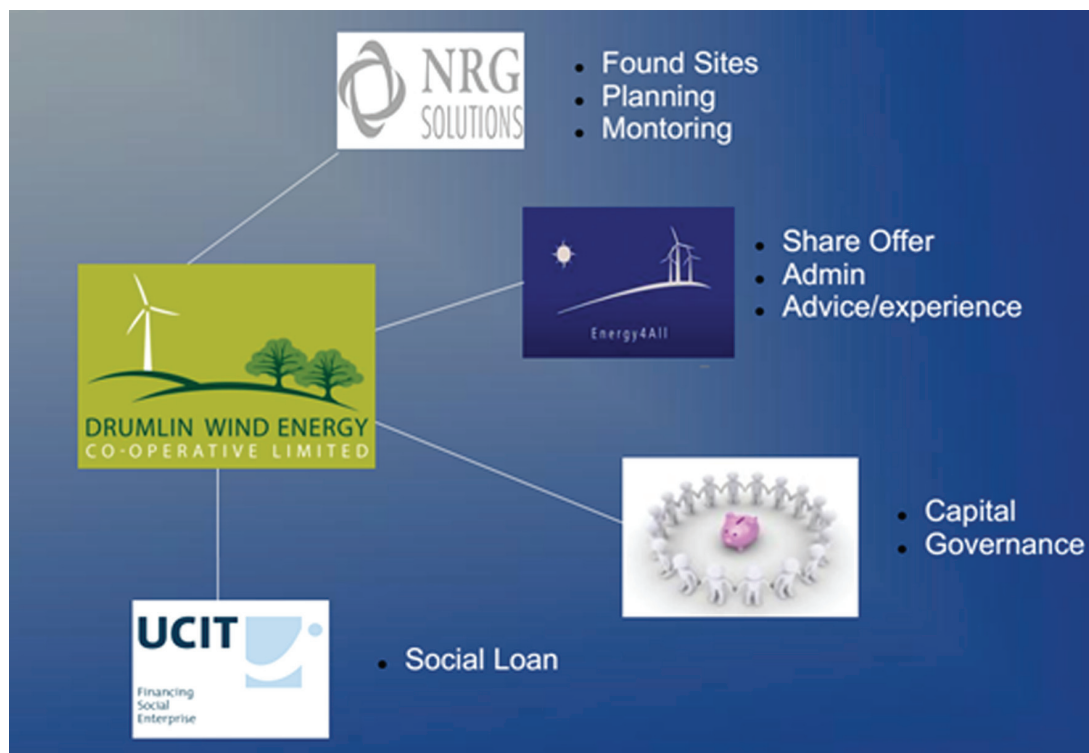 NRG
SOLUTIONS
• Found Sites
• Planning
• Montoring
Energy4All
• Share Offer
• Admin
• Advice/experience
DRUMLIN WIND ENERGY
CO-OPERATIVE LIMITED
• Capital
• Governance
UCIT
Financing
Social
Enterprise
• Social Loan